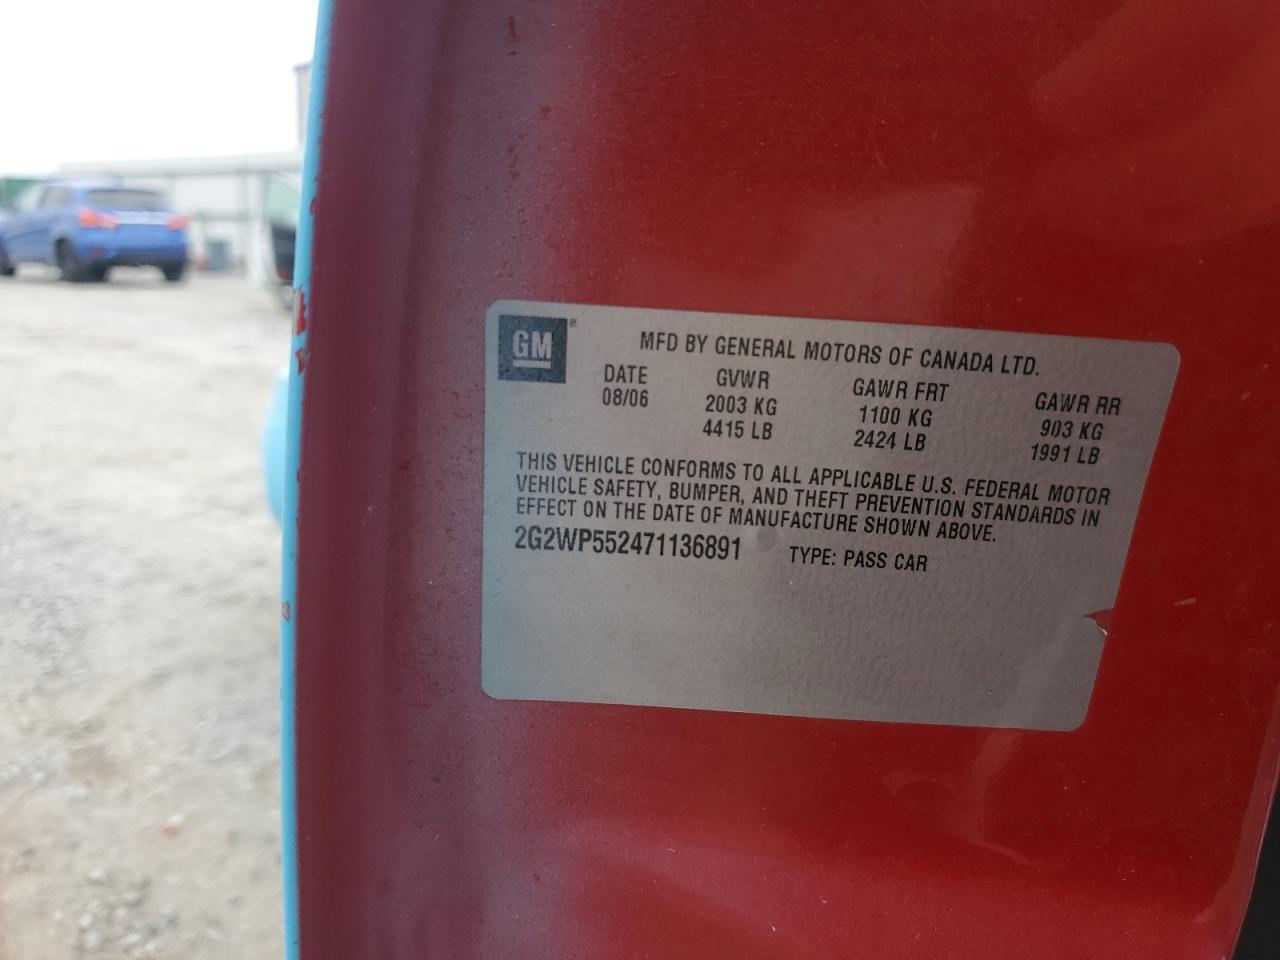 GM®
MFD BY GENERAL MOTORS OF CANADA LTD.
DATE GVWR GAWR FRT GAWR RR
08/06 2003 KG 1100 KG 903 KG
4415 LB 2424 LB 1991 LB
THIS VEHICLE CONFORMS TO ALL APPLICABLE U.S. FEDERAL MOTOR
VEHICLE SAFETY, BUMPER, AND THEFT PREVENTION STANDARDS IN
EFFECT ON THE DATE OF MANUFACTURE SHOWN ABOVE.
2G2WP552471136891 TYPE: PASS CAR